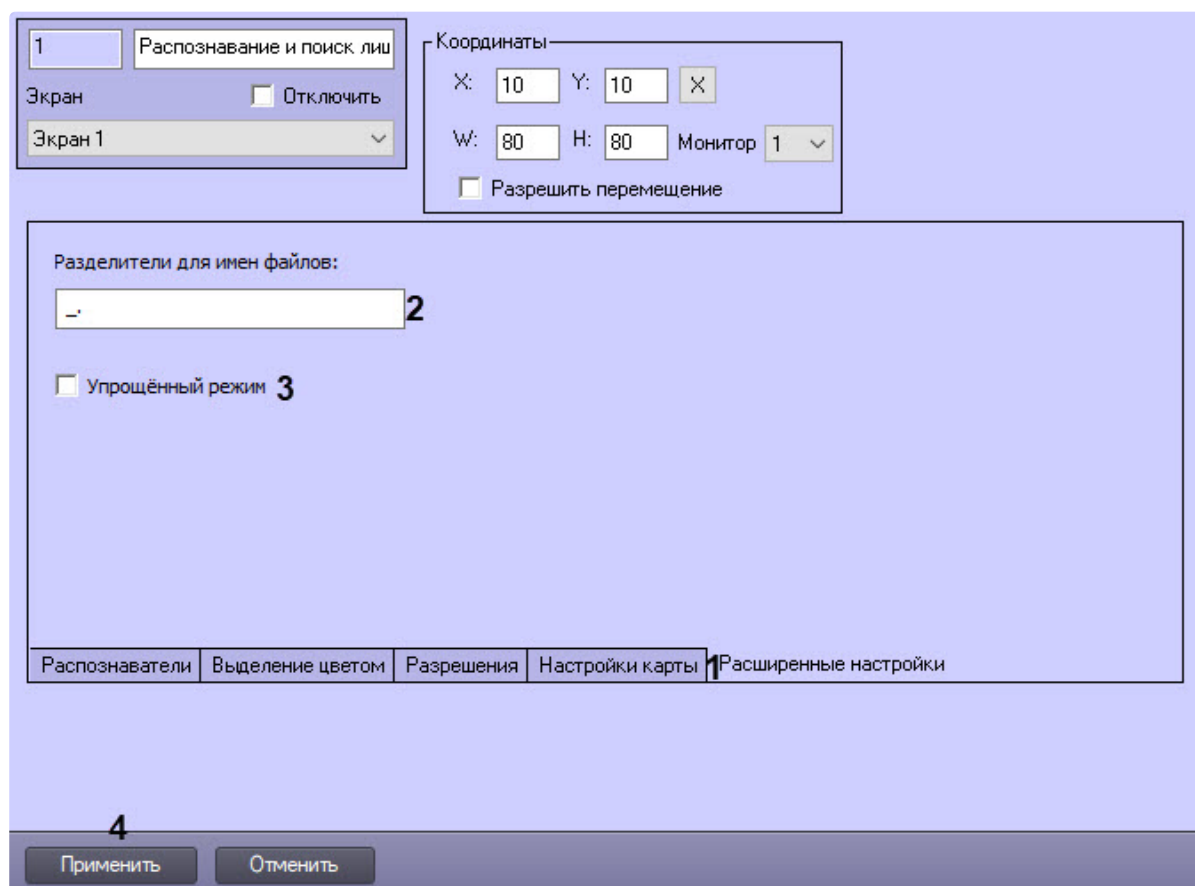 1 Распознавание и поиск лиц
Экран Отключить
Экран 1
Координаты
X: 10 Y: 10 X
W: 80 H: 80 Монитор 1
Разрешить перемещение
Разделители для имен файлов:
_. 2
Упрощённый режим 3
Распознаватели Выделение цветом Разрешения Настройки карты 1 Расширенные настройки
4
Применить Отменить